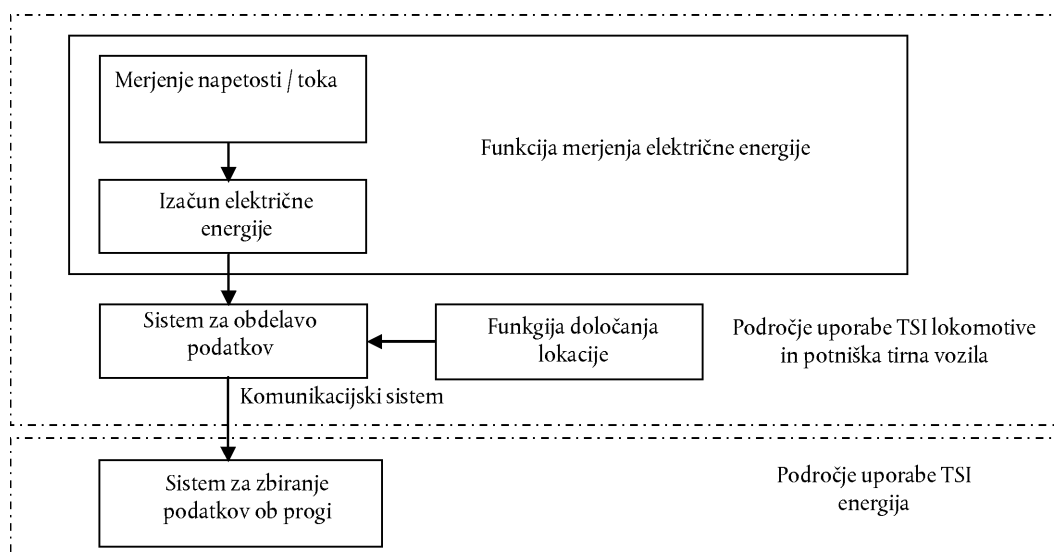 Merjenje napetosti / toka
Funkcija merjenja električne energije
Izačun električne
energije
Sistem za obdelavo
podatkov
Funkgija določanja
lokacije
Področje uporabe TSI lokomotive
in potniška tirna vozila
Komunikacijski sistem
Sistem za zbiranje
podatkov ob progi
Področje uporabe TSI
energija